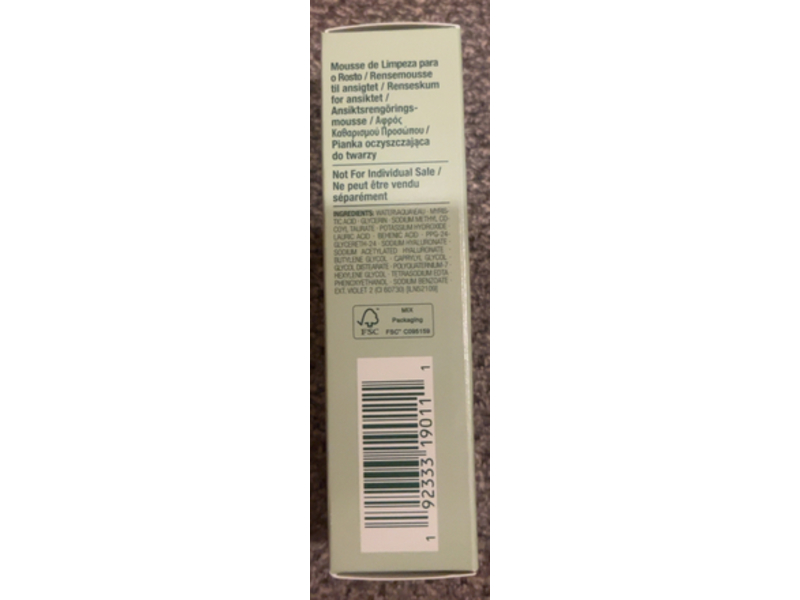 Mousse de Limpeza para
o Rosto / Rensemousse
til ansigtet / Renseskum
for ansiktet /
Ansiktsrengörings-
mousse / Αφρός
Καθαρισμού Προσώπου /
Pianka oczyszczająca
do twarzy
Not For Individual Sale /
Ne peut être vendu
séparément
INGREDIENTS: WATER\AQUA\EAU · MYRIS-
TIC ACID · GLYCERIN · SODIUM METHYL CO-
COYL TAURATE · POTASSIUM HYDROXIDE
LAURIC ACID · BEHENIC ACID · PPG-24-
GLYCERETH-24 · SODIUM HYALURONATE
SODIUM ACETYLATED HYALURONATE ·
BUTYLENE GLYCOL · CAPRYLYL GLYCOL ·
GLYCOL DISTEARATE · POLYQUATERNIUM-7 ·
HEXYLENE GLYCOL · TETRASODIUM EDTA
PHENOXYETHANOL · SODIUM BENZOATE
EXT. VIOLET 2 (CI 60730) [ILN52109]
FSC
MIX
Packaging
FSC® C098159
1 92333 19011 1